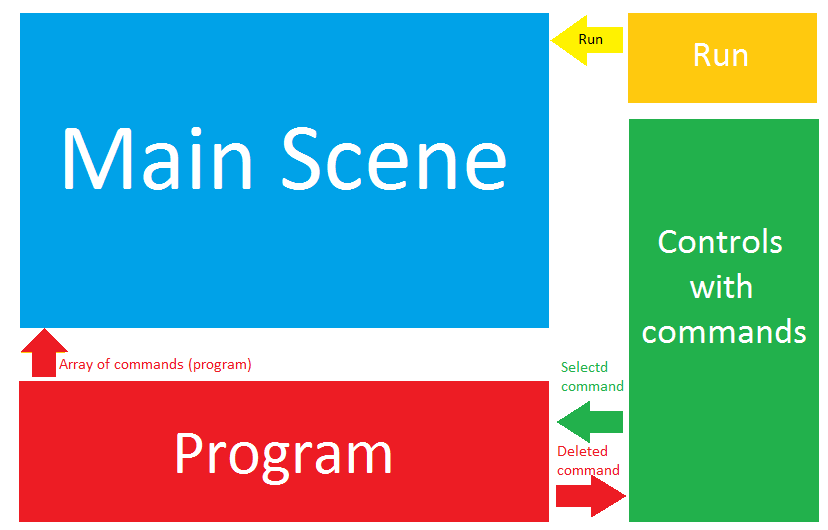 Run
Run
Main Scene
Controls
with
commands
Array of commands (program)
Selectd
command
Program
Deleted
command